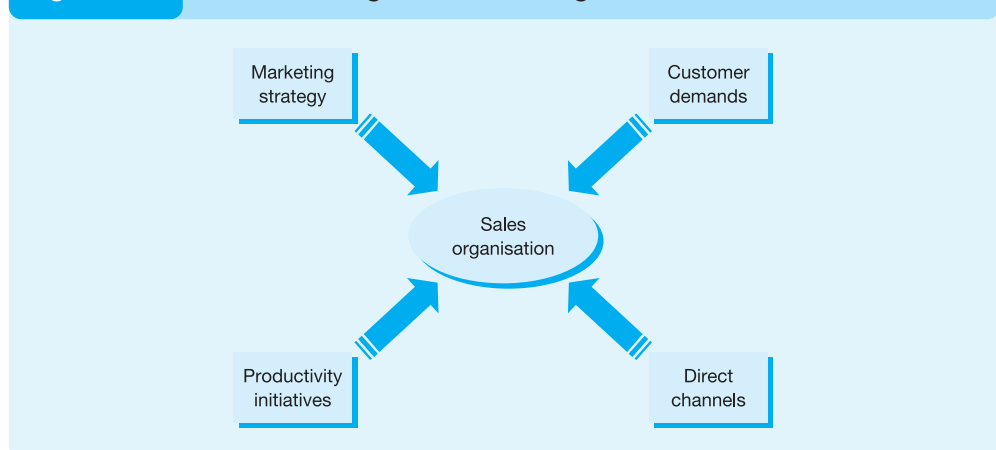 Marketing
strategy
Customer
demands
Sales
organisation
Productivity
initiatives
Direct
channels